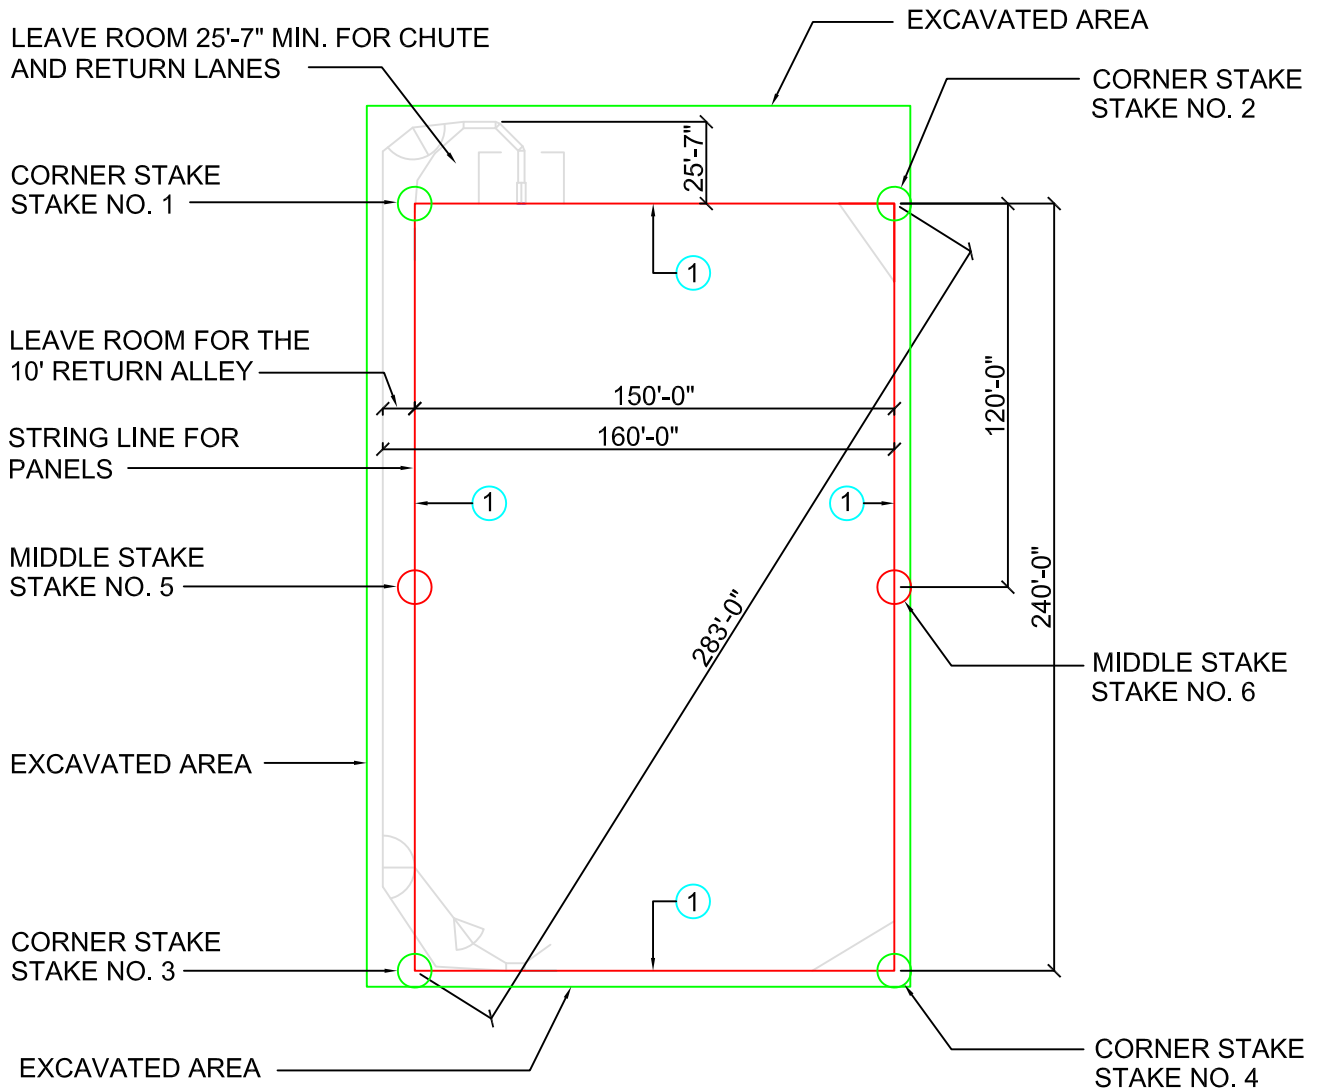 LEAVE ROOM 25'-7" MIN. FOR CHUTE
AND RETURN LANES
EXCAVATED AREA
CORNER STAKE
STAKE NO. 2
25'-7"
CORNER STAKE
STAKE NO. 1
1
LEAVE ROOM FOR THE
10' RETURN ALLEY
150'-0"
120'-0"
STRING LINE FOR
PANELS
160'-0"
1
1
MIDDLE STAKE
STAKE NO. 5
240'-0"
283'-0"
MIDDLE STAKE
STAKE NO. 6
EXCAVATED AREA
1
CORNER STAKE
STAKE NO. 3
EXCAVATED AREA
CORNER STAKE
STAKE NO. 4